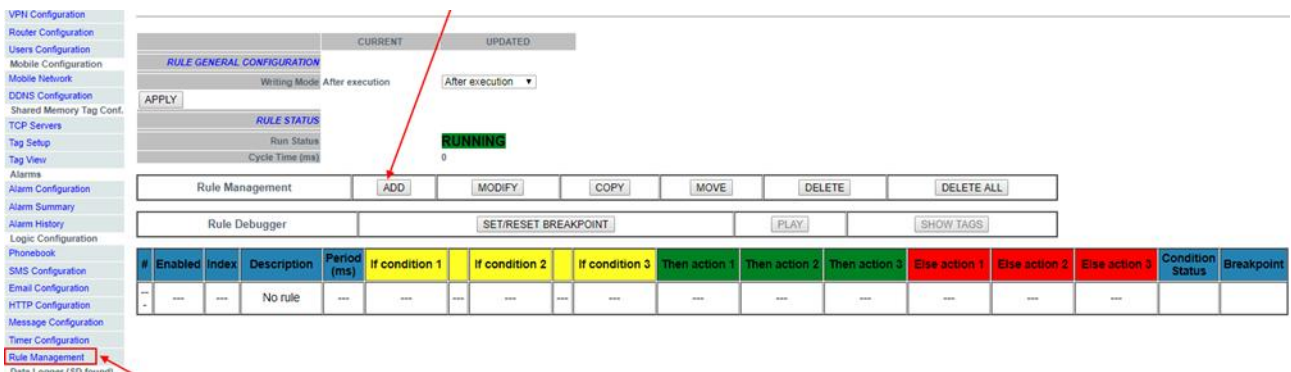 VPN Configuration
Router Configuration
Users Configuration
Mobile Configuration
Mobile Network
DDNS Configuration
Shared Memory Tag Conf.
TCP Servers
Tag Setup
Tag View
Alarms
Alarm Configuration
Alarm Summary
Alarm History
Logic Configuration
Phonebook
SMS Configuration
Email Configuration
HTTP Configuration
Message Configuration
Timer Configuration
Rule Management
Data Logger (SD found)
CURRENT UPDATED
RULE GENERAL CONFIGURATION
Writing Mode After execution After execution
APPLY
RULE STATUS
Run Status RUNNING
Cycle Time (ms) 0
Rule Management ADD MODIFY COPY MOVE DELETE DELETE ALL
Rule Debugger SET/RESET BREAKPOINT PLAY SHOW TAGS
# Enabled Index Description Period (ms) If condition 1 If condition 2 If condition 3 Then action 1 Then action 2 Then action 3 Else action 1 Else action 2 Else action 3 Condition Status Breakpoint
--- --- --- No rule --- --- --- --- --- --- --- --- --- --- --- ---